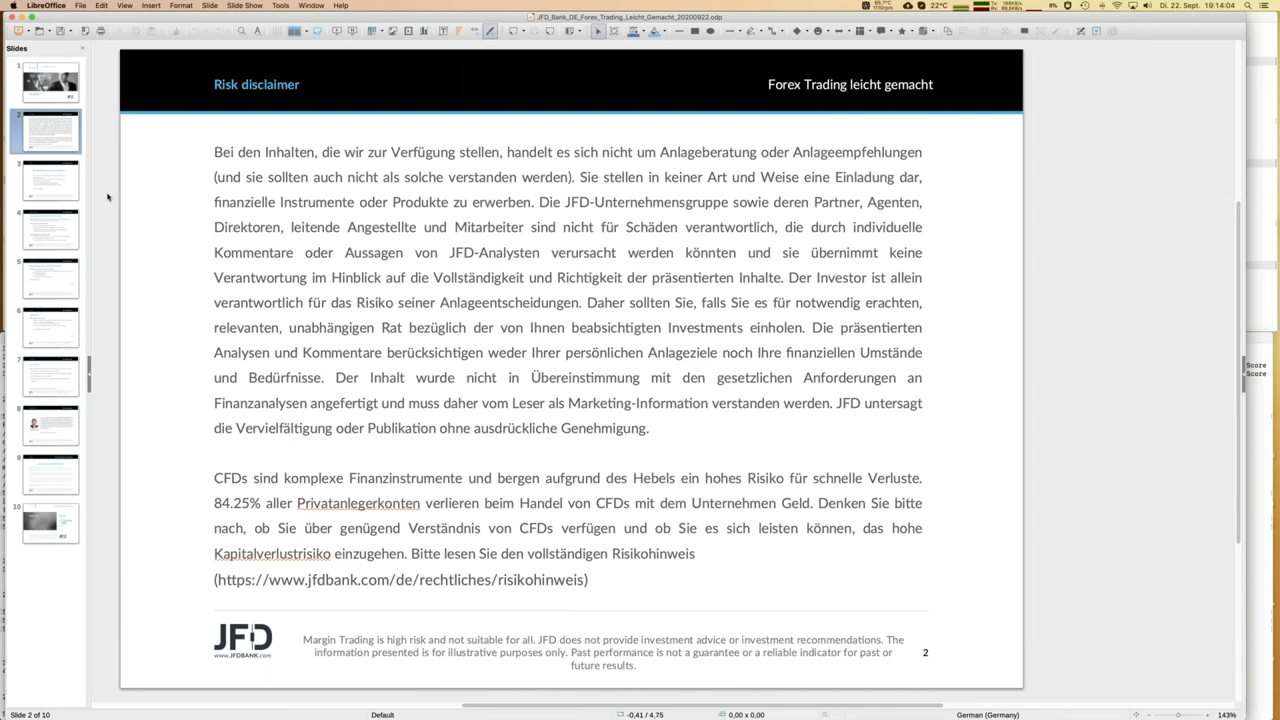 LibreOffice File Edit View Insert Format Slide Slide Show Tools Window Help
22°C 8% Di. 22. Sept. 19:14:04
JFD_Bank_DE_Forex_Trading_Leicht_Gemacht_20200922.odp
Slides
Risk disclaimer
Forex Trading leicht gemacht
Bei den Inhalten, die wir zur Verfügung stellen handelt es sich nicht um Anlageberatung oder Anlageempfehlungen
(und sie sollten auch nicht als solche verstanden werden). Sie stellen in keiner Art und Weise eine Einladung dar,
finanzielle Instrumente oder Produkte zu erwerben. Die JFD-Unternehmensgruppe sowie deren Partner, Agenten,
Direktoren, leitende Angestellte und Mitarbeiter sind nicht für Schäden verantwortlich, die durch individuelle
Kommentare oder Aussagen von JFD-Analysten verursacht werden könnten und sie übernimmt keine
Verantwortung im Hinblick auf die Vollständigkeit und Richtigkeit der präsentierten Inhalte. Der Investor ist allein
verantwortlich für das Risiko seiner Anlageentscheidungen. Daher sollten Sie, falls Sie es für notwendig erachten,
relevanten, unabhängigen Rat bezüglich der von Ihnen beabsichtigten Investments einholen. Die präsentierten
Analysen und Kommentare berücksichtigen weder Ihrer persönlichen Anlageziele noch Ihre finanziellen Umstände
und Bedürfnisse. Der Inhalt wurde nicht in Übereinstimmung mit den gesetzlichen Anforderungen an
Finanzanalysen angefertigt und muss daher vom Leser als Marketing-Information verstanden werden. JFD untersagt
die Vervielfältigung oder Publikation ohne ausdrückliche Genehmigung.
CFDs sind komplexe Finanzinstrumente und bergen aufgrund des Hebels ein hohes Risiko für schnelle Verluste.
84.25% aller Privatanlegerkonten verlieren beim Handel von CFDs mit dem Unternehmen Geld. Denken Sie bitte
nach, ob Sie über genügend Verständnis von CFDs verfügen und ob Sie es sich leisten können, das hohe
Kapitalverlustrisiko einzugehen. Bitte lesen Sie den vollständigen Risikohinweis
(https://www.jfdbank.com/de/rechtliches/risikohinweis)
JFD
www.JFDBANK.com
Margin Trading is high risk and not suitable for all. JFD does not provide investment advice or investment recommendations. The
information presented is for illustrative purposes only. Past performance is not a guarantee or a reliable indicator for past or
future results.
2
1
2
3
4
5
6
7
8
9
10
Score
Score
Slide 2 of 10
Default
-0,41 / 4,75
0,00 x 0,00
German (Germany)
143%